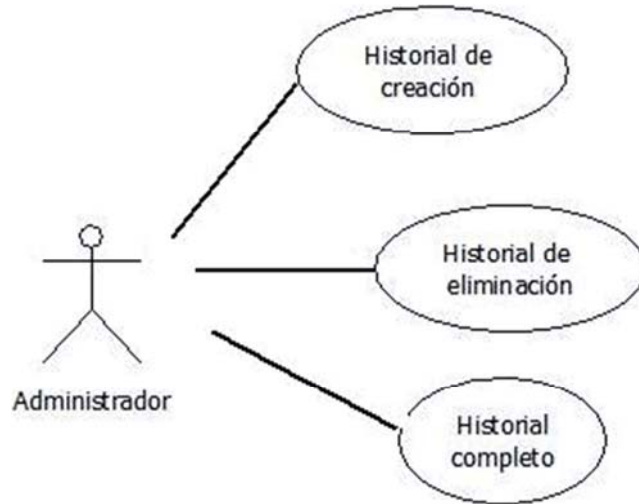 Historial de
creación
Historial de
eliminación
Administrador
Historial
completo